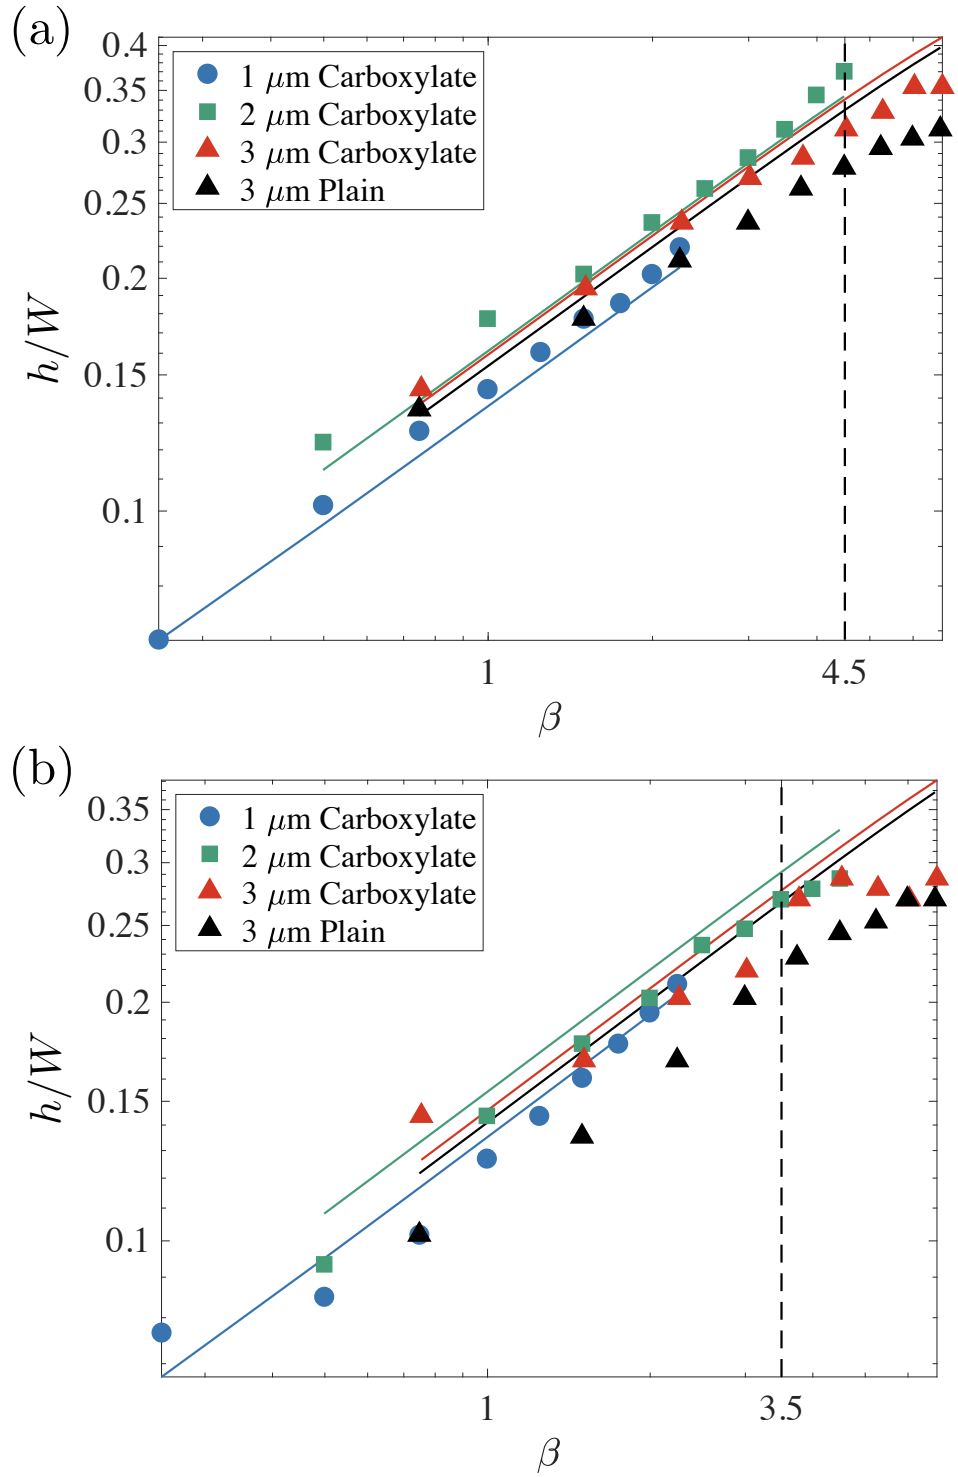 (a)
0.4
0.35
0.3
0.25
0.2
0.15
0.1
h/W
1 μm Carboxylate
2 μm Carboxylate
3 μm Carboxylate
3 μm Plain
1
4.5
β
(b)
0.35
0.3
0.25
0.2
0.15
0.1
h/W
1 μm Carboxylate
2 μm Carboxylate
3 μm Carboxylate
3 μm Plain
1
3.5
β